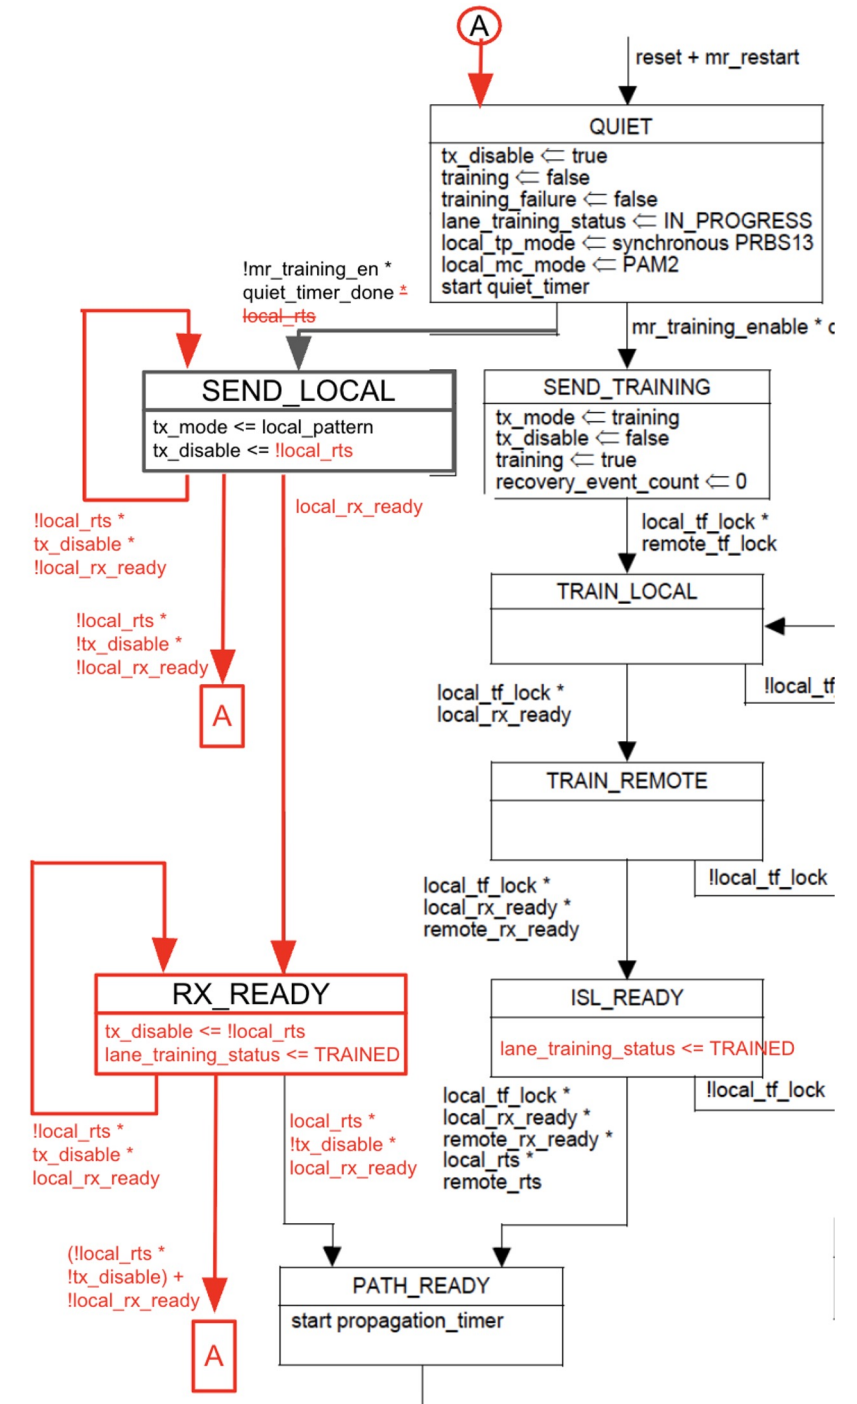 A
reset + mr_restart
QUIET
tx_disable ⇐ true
training ⇐ false
training_failure ⇐ false
lane_training_status ⇐ IN_PROGRESS
local_tp_mode ⇐ synchronous PRBS13
local_mc_mode ⇐ PAM2
start quiet_timer
!mr_training_en *
quiet_timer_done *
local_rts
mr_training_enable *
SEND_LOCAL
tx_mode <= local_pattern
tx_disable <= !local_rts
SEND_TRAINING
tx_mode ⇐ training
tx_disable ⇐ false
training ⇐ true
recovery_event_count ⇐ 0
!local_rts *
tx_disable *
!local_rx_ready
local_rx_ready
local_tf_lock *
remote_tf_lock
!local_rts *
!tx_disable *
!local_rx_ready
A
TRAIN_LOCAL
!local_tf
local_tf_lock *
local_rx_ready
TRAIN_REMOTE
!local_tf_lock
local_tf_lock *
local_rx_ready *
remote_rx_ready
RX_READY
tx_disable <= !local_rts
lane_training_status <= TRAINED
ISL_READY
lane_training_status <= TRAINED
!local_tf_lock
!local_rts *
tx_disable *
local_rx_ready
local_rts *
!tx_disable *
local_rx_ready
local_tf_lock *
local_rx_ready *
remote_rx_ready *
local_rts *
remote_rts
(!local_rts *
!tx_disable) +
!local_rx_ready
A
PATH_READY
start propagation_timer